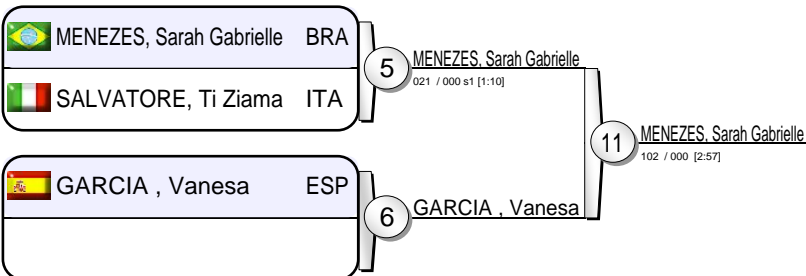 MENEZES, Sarah Gabrielle BRA
SALVATORE, Ti Ziama ITA
5
MENEZES, Sarah Gabrielle
021 / 000 s1 [1:10]
11
MENEZES, Sarah Gabrielle
102 / 000 [2:57]
GARCIA , Vanesa ESP
6
GARCIA , Vanesa